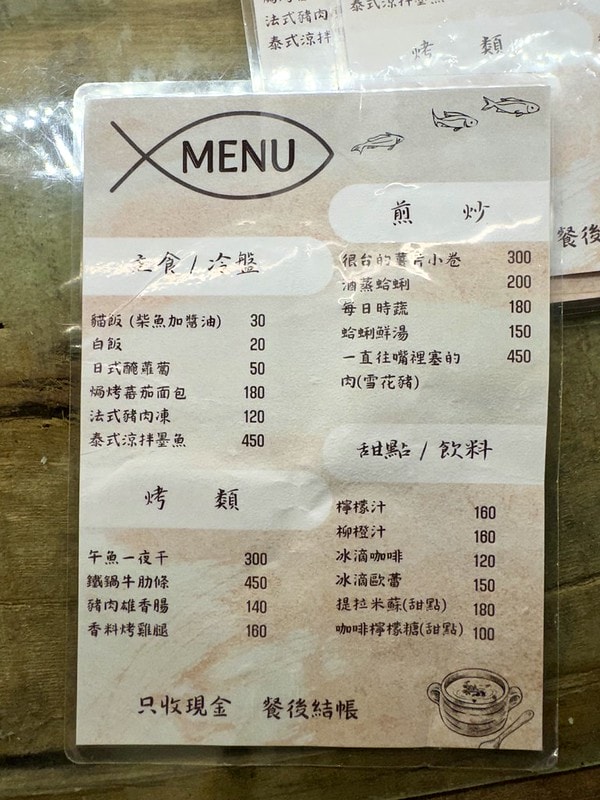 法式豬肉
泰式涼拌
烤 類
餐後
MENU
主食 / 冷盤
貓飯 (柴魚加醬油) 30
白飯 20
日式醃蘿蔔 50
焗烤蕃茄面包 180
法式豬肉凍 120
泰式涼拌墨魚 450
烤 類
午魚一夜干 300
鐵鍋牛肋條 450
豬肉雄香腸 140
香料烤雞腿 160
煎 炒
很台的薯片小卷 300
酒蒸蛤蜊 200
每日時蔬 180
蛤蜊鮮湯 150
一直往嘴裡塞的 450
肉(雪花豬)
甜點 / 飲料
檸檬汁 160
柳橙汁 160
冰滴咖啡 120
冰滴歐蕾 150
提拉米蘇(甜點) 180
咖啡檸檬糖(甜點) 100
只收現金 餐後結帳